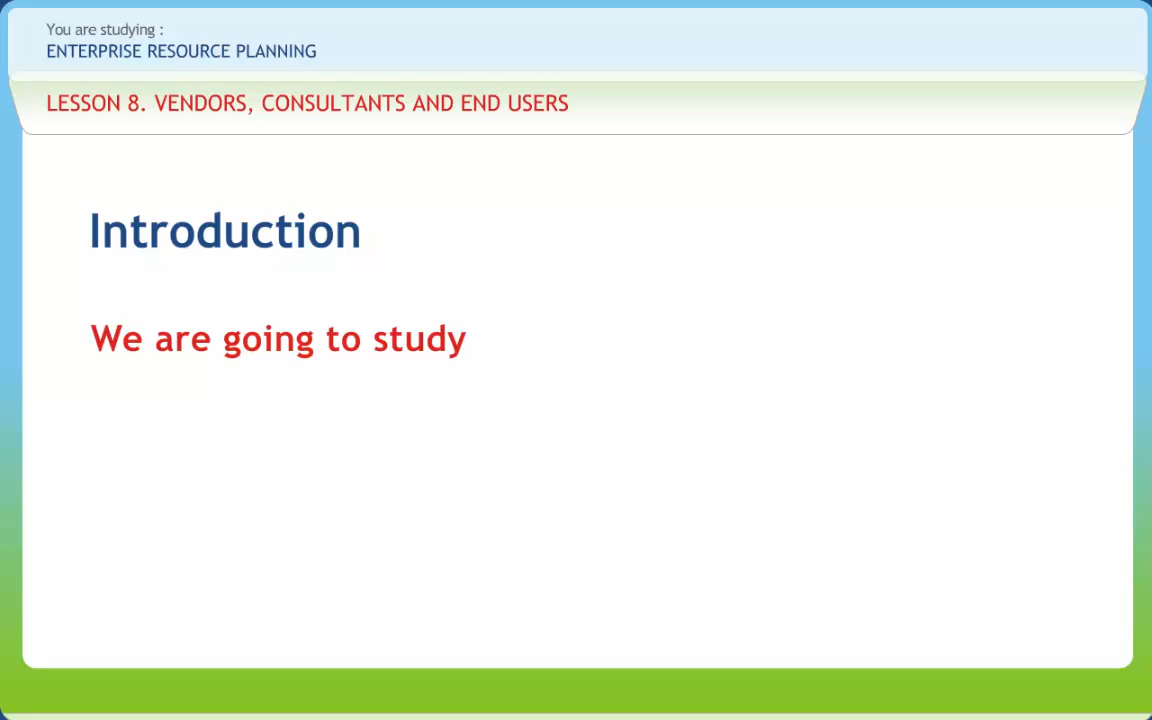 You are studying :
ENTERPRISE RESOURCE PLANNING
LESSON 8. VENDORS, CONSULTANTS AND END USERS
Introduction
We are going to study